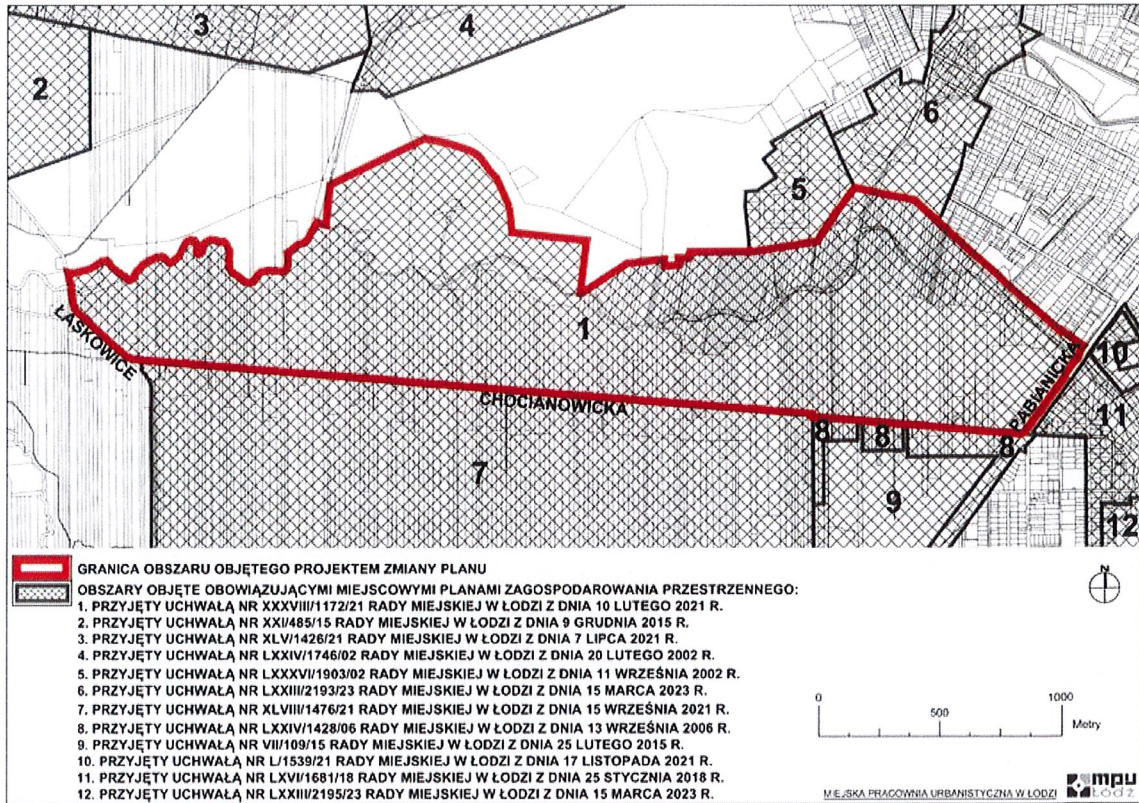 3
4
2
6
5
1
ŁASKOWICE
CHOCIANOWICKA
PABIANICKA
10
11
8
8
8
7
9
12
GRANICA OBSZARU OBJĘTEGO PROJEKTEM ZMIANY PLANU
OBSZARY OBJĘTE OBOWIĄZUJĄCYMI MIEJSCOWYMI PLANAMI ZAGOSPODAROWANIA PRZESTRZENNEGO:
1. PRZYJĘTY UCHWAŁĄ NR XXXVIII/1172/21 RADY MIEJSKIEJ W ŁODZI Z DNIA 10 LUTEGO 2021 R.
2. PRZYJĘTY UCHWAŁĄ NR XXI/485/15 RADY MIEJSKIEJ W ŁODZI Z DNIA 9 GRUDNIA 2015 R.
3. PRZYJĘTY UCHWAŁĄ NR XLV/1426/21 RADY MIEJSKIEJ W ŁODZI Z DNIA 7 LIPCA 2021 R.
4. PRZYJĘTY UCHWAŁĄ NR LXXIV/1746/02 RADY MIEJSKIEJ W ŁODZI Z DNIA 20 LUTEGO 2002 R.
5. PRZYJĘTY UCHWAŁĄ NR LXXXVI/1903/02 RADY MIEJSKIEJ W ŁODZI Z DNIA 11 WRZEŚNIA 2002 R.
6. PRZYJĘTY UCHWAŁĄ NR LXXIII/2193/23 RADY MIEJSKIEJ W ŁODZI Z DNIA 15 MARCA 2023 R.
7. PRZYJĘTY UCHWAŁĄ NR XLVIII/1476/21 RADY MIEJSKIEJ W ŁODZI Z DNIA 15 WRZEŚNIA 2021 R.
8. PRZYJĘTY UCHWAŁĄ NR LXXIV/1428/06 RADY MIEJSKIEJ W ŁODZI Z DNIA 13 WRZEŚNIA 2006 R.
9. PRZYJĘTY UCHWAŁĄ NR VII/109/15 RADY MIEJSKIEJ W ŁODZI Z DNIA 25 LUTEGO 2015 R.
10. PRZYJĘTY UCHWAŁĄ NR L/1539/21 RADY MIEJSKIEJ W ŁODZI Z DNIA 17 LISTOPADA 2021 R.
11. PRZYJĘTY UCHWAŁĄ NR LXVI/1681/18 RADY MIEJSKIEJ W ŁODZI Z DNIA 25 STYCZNIA 2018 R.
12. PRZYJĘTY UCHWAŁĄ NR LXXIII/2195/23 RADY MIEJSKIEJ W ŁODZI Z DNIA 15 MARCA 2023 R.
N
0 500 1000
Metry
MIEJSKA PRACOWNIA URBANISTYCZNA W ŁODZI
mpu
Łódź